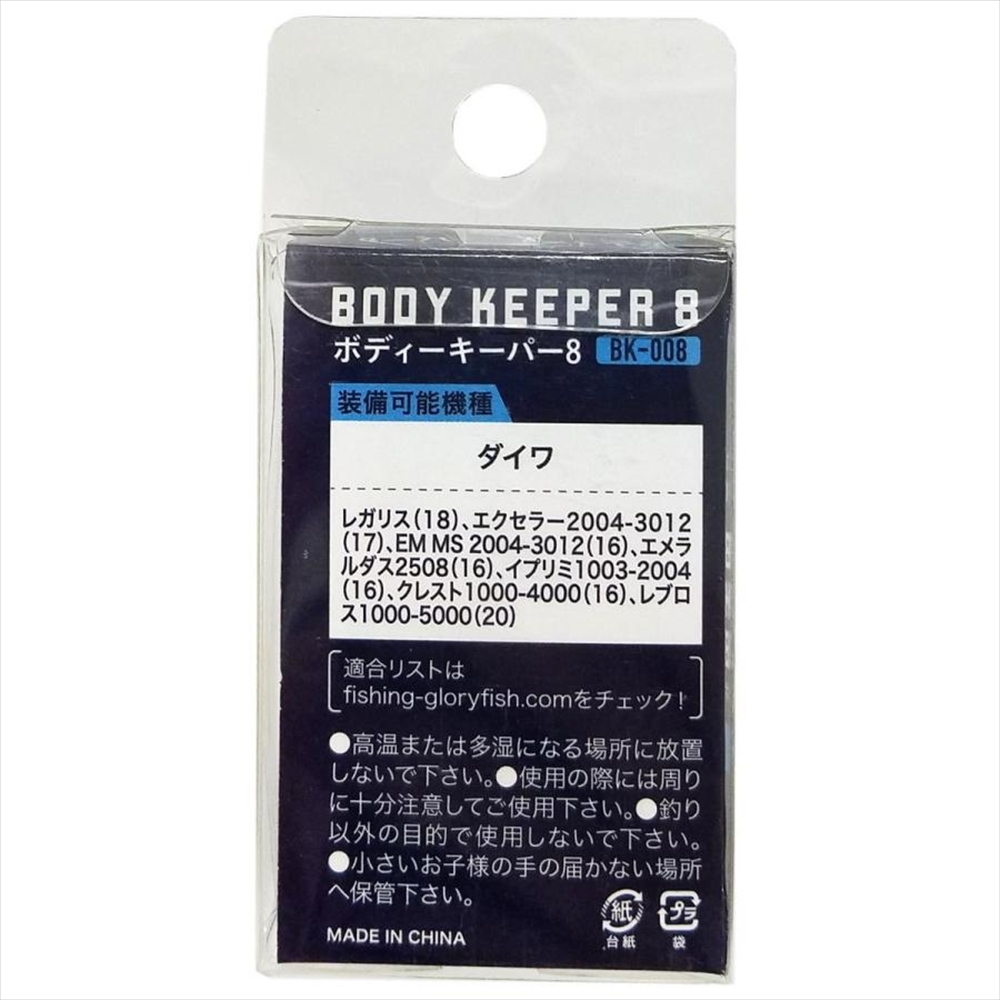 BODY KEEPER 8
ボディーキーパー8 BK-008
装備可能機種
ダイワ
レガリス(18)、エクセラー2004-3012
(17)、EM MS 2004-3012(16)、エメラ
ルダス2508(16)、イプリミ1003-2004
(16)、クレスト1000-4000(16)、レブロ
ス1000-5000(20)
適合リストは
fishing-gloryfish.comをチェック!
●高温または多湿になる場所に放置
しないで下さい。●使用の際には周り
に十分注意してご使用下さい。●釣り
以外の目的で使用しないで下さい。
●小さいお子様の手の届かない場所
へ保管下さい。
紙 プラ
台紙 袋
MADE IN CHINA